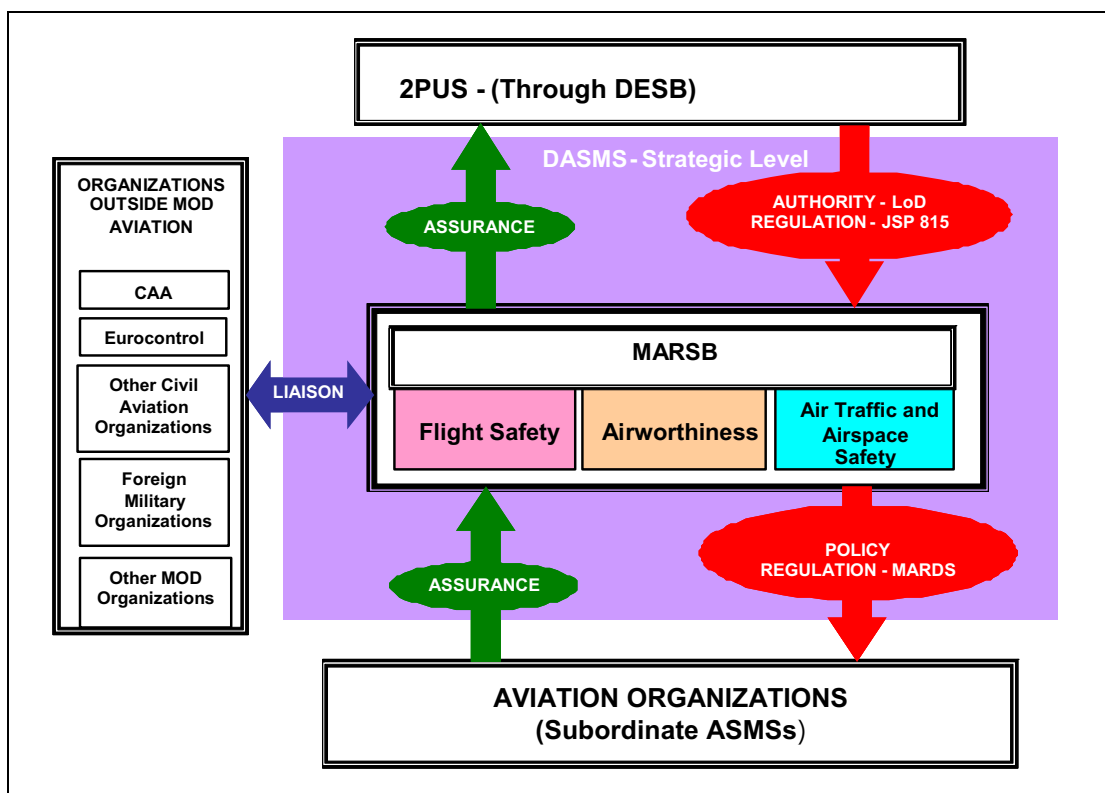 2PUS - (Through DESB)
DASMS - Strategic Level
ORGANIZATIONS
OUTSIDE MOD
AVIATION
CAA
Eurocontrol
Other Civil
Aviation
Organizations
Foreign
Military
Organizations
Other MOD
Organizations
LIAISON
ASSURANCE
AUTHORITY - LoD
REGULATION - JSP 815
MARSB
Flight Safety
Airworthiness
Air Traffic and
Airspace
Safety
ASSURANCE
POLICY
REGULATION - MARDS
AVIATION ORGANIZATIONS
(Subordinate ASMSs)